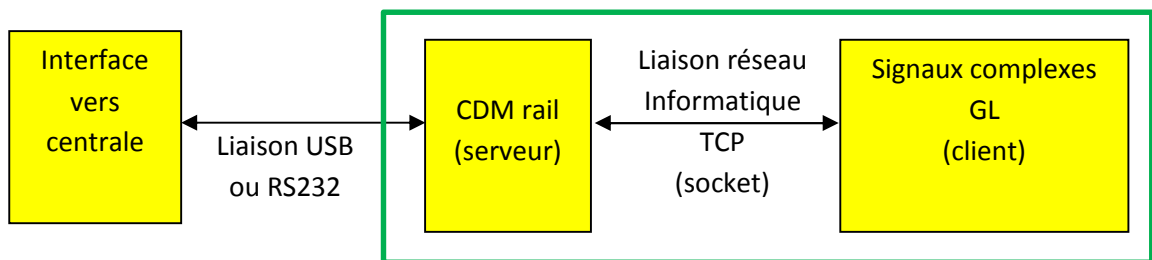 Interface
vers
centrale
Liaison USB
ou RS232
CDM rail
(serveur)
Liaison réseau
Informatique
TCP
(socket)
Signaux complexes
GL
(client)